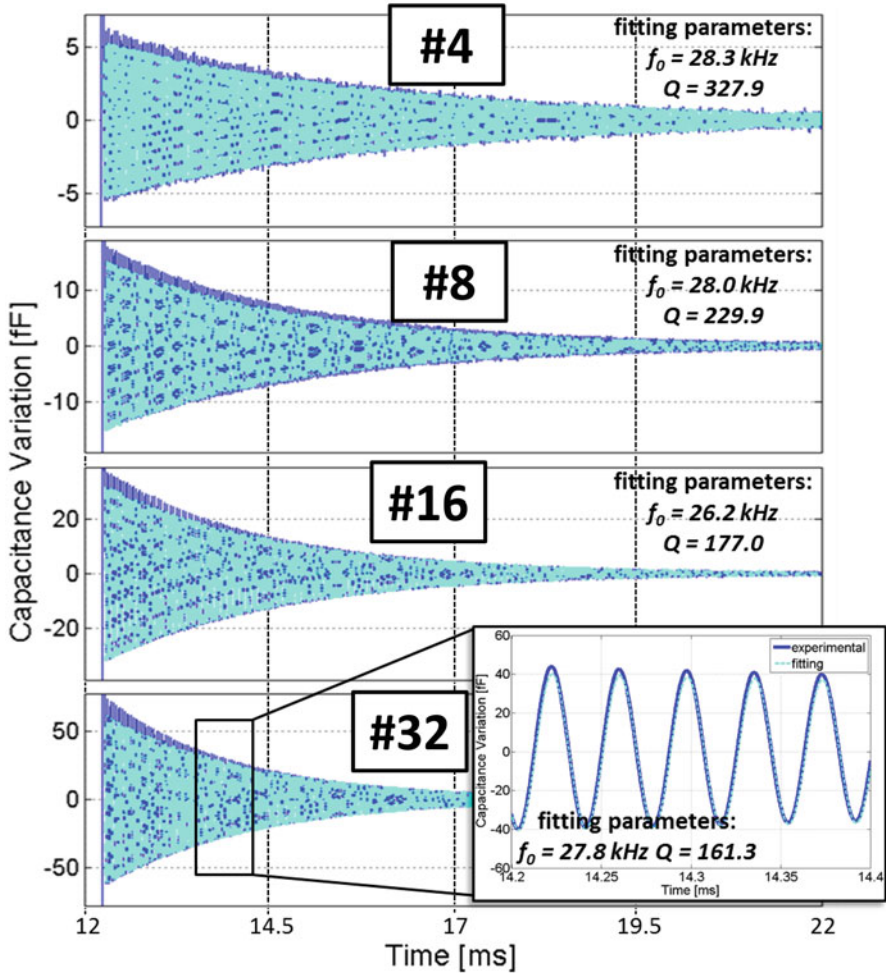 Capacitance Variation [fF]
#4
fitting parameters:
f0 = 28.3 kHz
Q = 327.9
5
0
-5
#8
fitting parameters:
f0 = 28.0 kHz
Q = 229.9
10
0
-10
#16
fitting parameters:
f0 = 26.2 kHz
Q = 177.0
20
0
-20
#32
50
0
-50
Capacitance Variation [fF]
60
40
20
0
-20
-40
-60
experimental
fitting
fitting parameters:
f0 = 27.8 kHz Q = 161.3
14.2 14.25 14.3 14.35 14.4
Time [ms]
12 14.5 17 19.5 22
Time [ms]